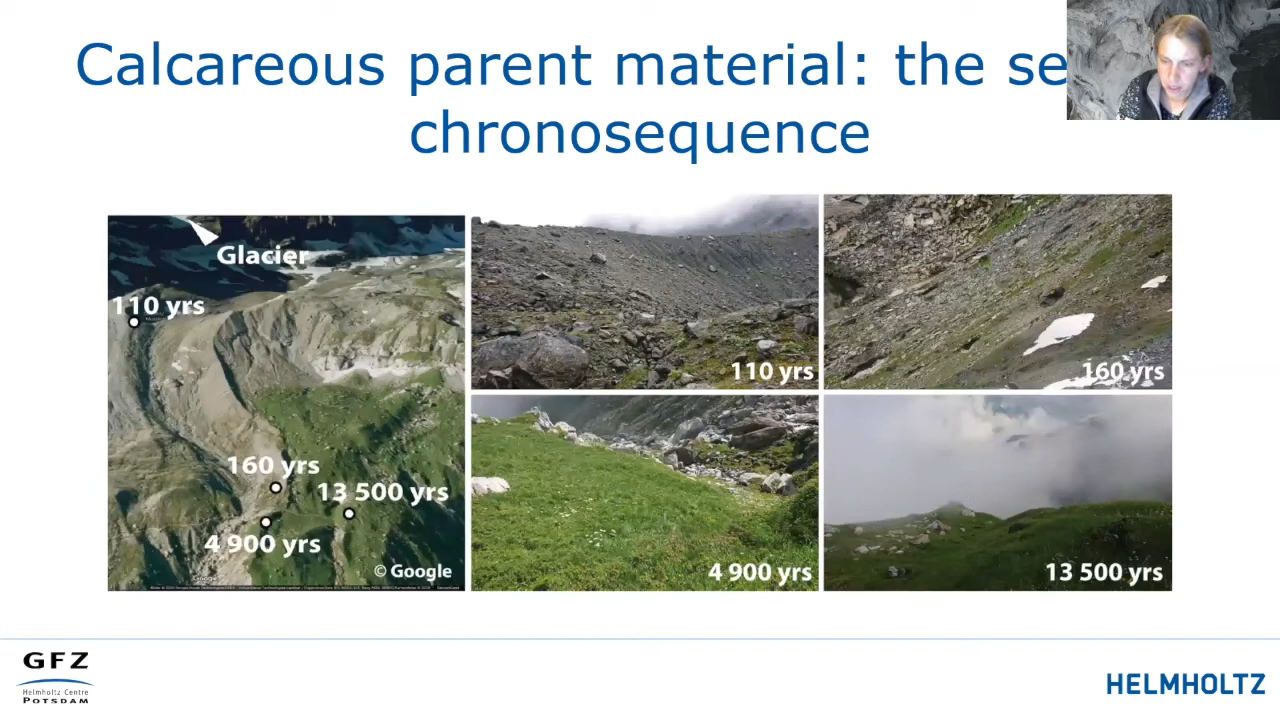 Calcareous parent material: the se
chronosequence
Glacier
110 yrs
160 yrs
13 500 yrs
4 900 yrs
© Google
110 yrs
160 yrs
4 900 yrs
13 500 yrs
GFZ
Helmholtz Centre
POTSDAM
HELMHOLTZ